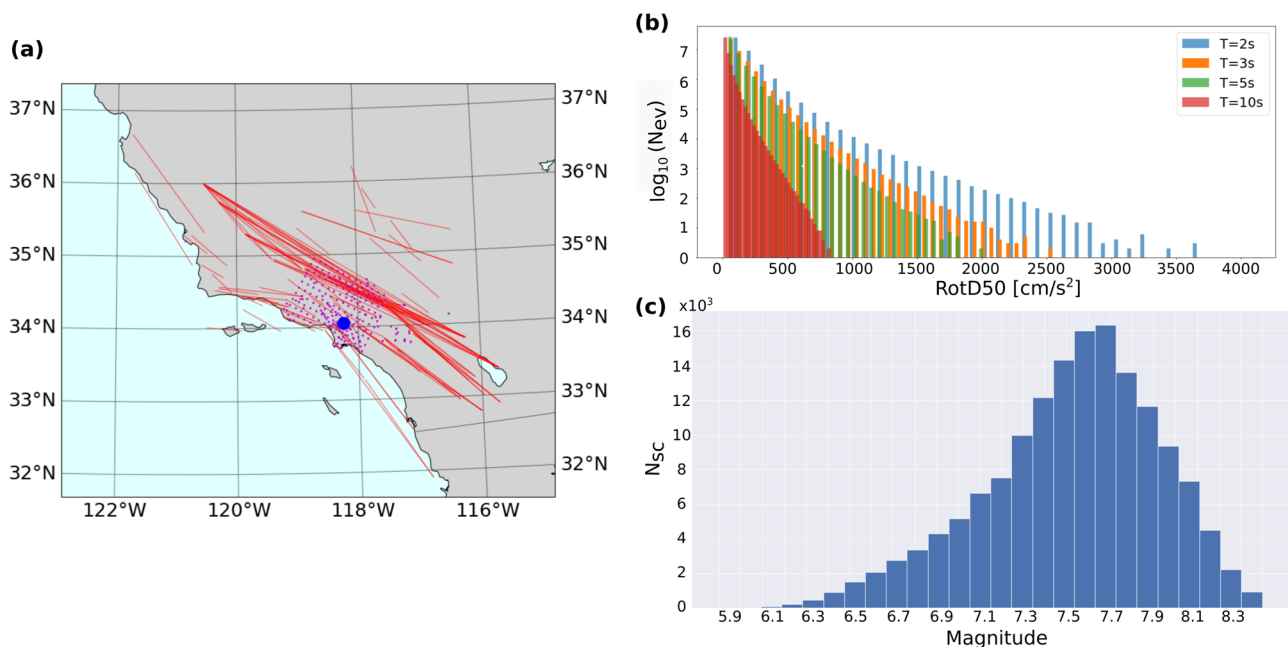 (a)
37°N
36°N
35°N
34°N
33°N
32°N
37°N
36°N
35°N
34°N
33°N
32°N
122°W 120°W 118°W 116°W
(b)
log₁₀(Nev)
7
6
5
4
3
2
1
0
T=2s
T=3s
T=5s
T=10s
0 500 1000 1500 2000 2500 3000 3500 4000
RotD50 [cm/s²]
(c)
x10³
Nsc
16
14
10
8
6
4
2
0
5.9 6.1 6.3 6.5 6.7 6.9 7.1 7.3 7.5 7.7 7.9 8.1 8.3
Magnitude